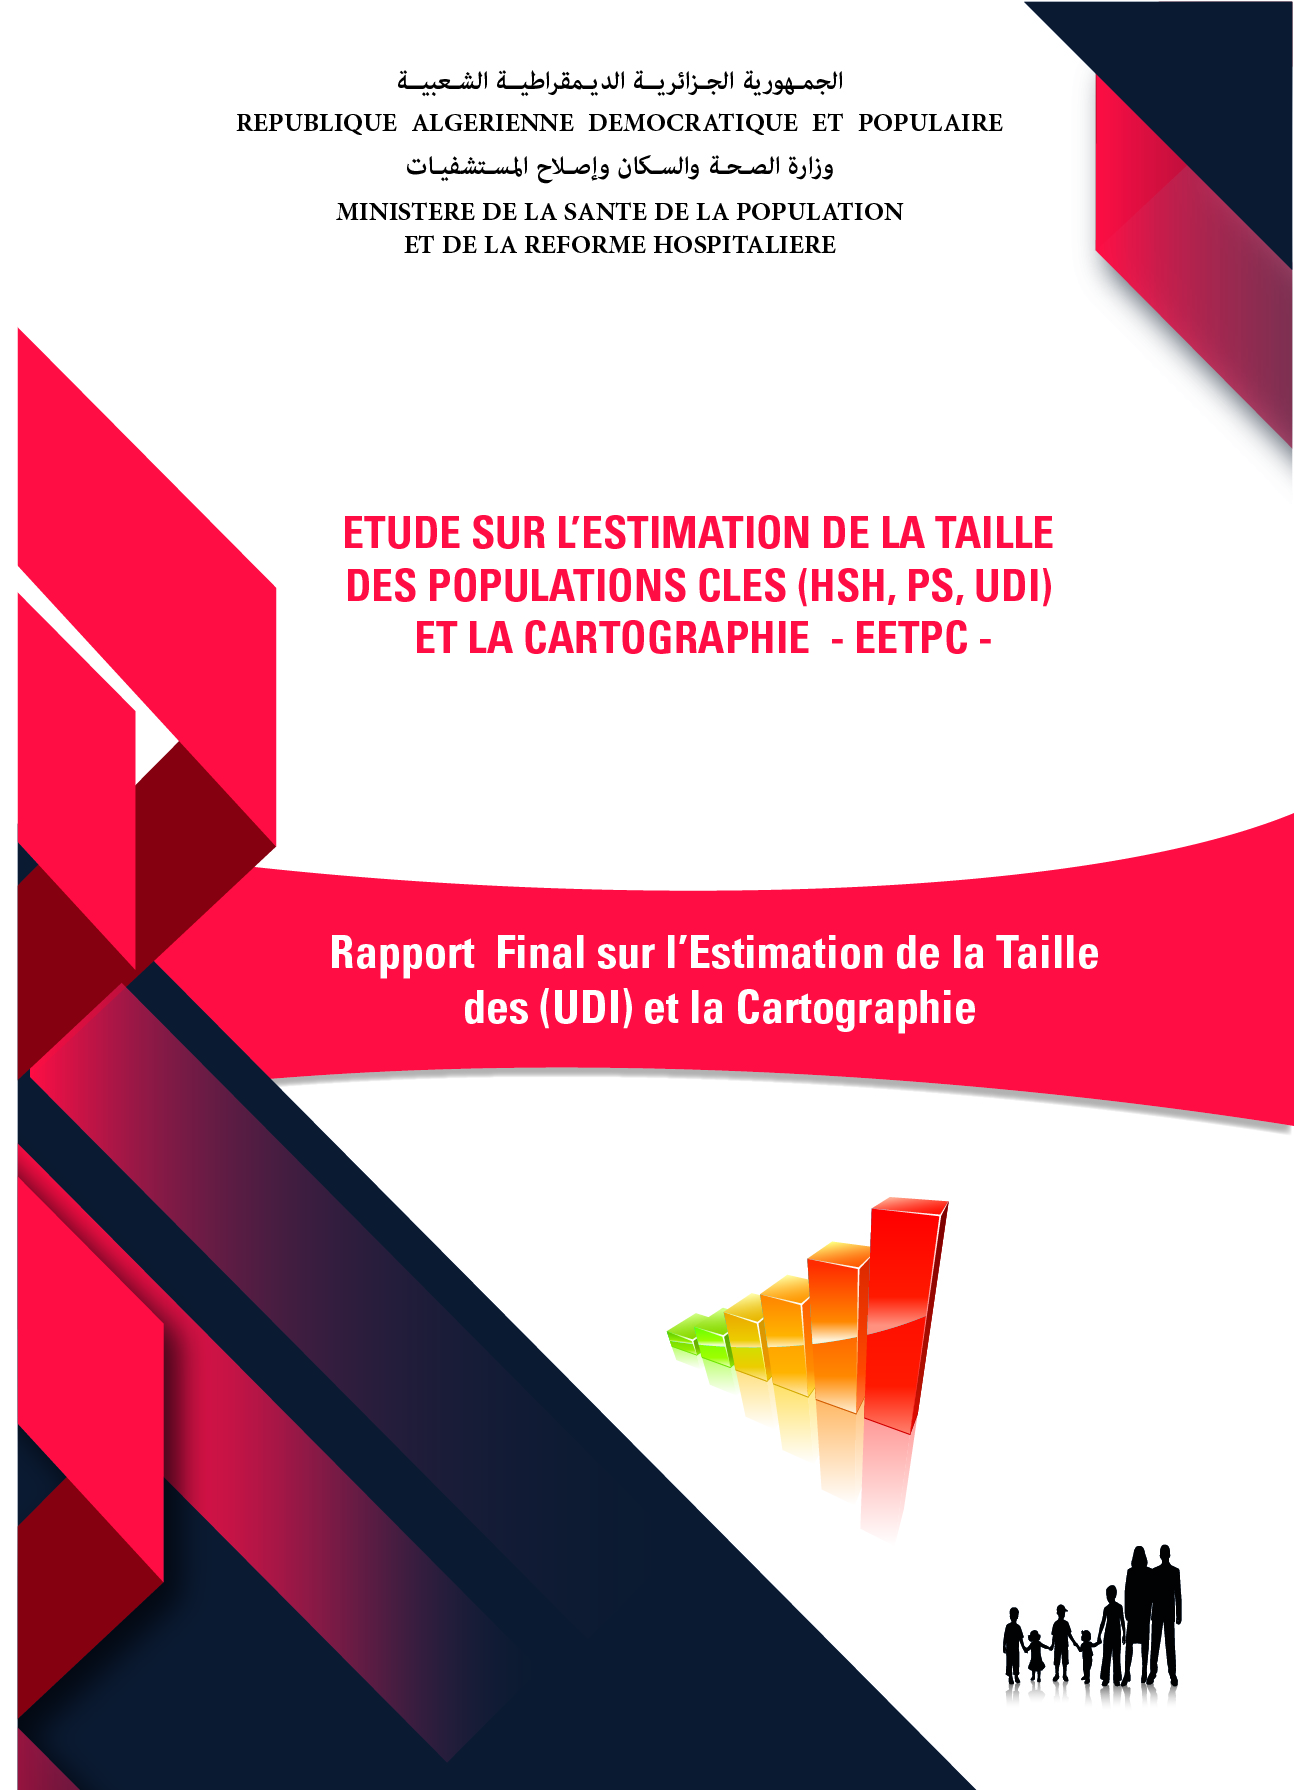 الجمهورية الجزائرية الديمقراطية الشعبية
REPUBLIQUE ALGERIENNE DEMOCRATIQUE ET POPULAIRE
وزارة الصحة والسكان وإصلاح المستشفيات
MINISTERE DE LA SANTE DE LA POPULATION
ET DE LA REFORME HOSPITALIERE
ETUDE SUR L’ESTIMATION DE LA TAILLE
DES POPULATIONS CLES (HSH, PS, UDI)
ET LA CARTOGRAPHIE - EETPC -
Rapport Final sur l’Estimation de la Taille
des (UDI) et la Cartographie